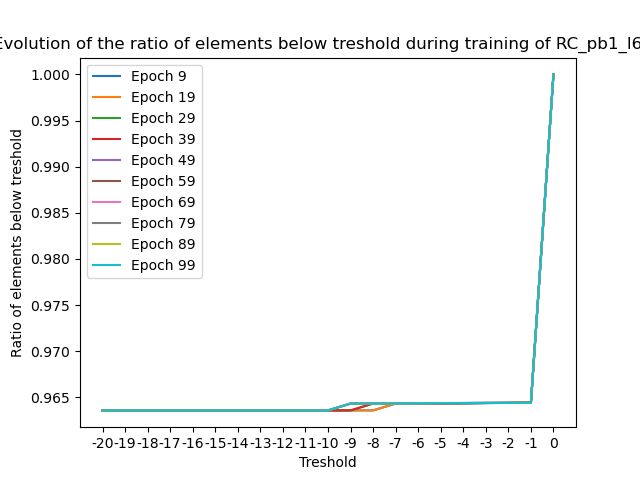 Evolution of the ratio of elements below treshold during training of RC_pb1_l6
Ratio of elements below treshold
1.000
0.995
0.990
0.985
0.980
0.975
0.970
0.965
Epoch 9
Epoch 19
Epoch 29
Epoch 39
Epoch 49
Epoch 59
Epoch 69
Epoch 79
Epoch 89
Epoch 99
-20 -19 -18 -17 -16 -15 -14 -13 -12 -11 -10 -9 -8 -7 -6 -5 -4 -3 -2 -1 0
Treshold